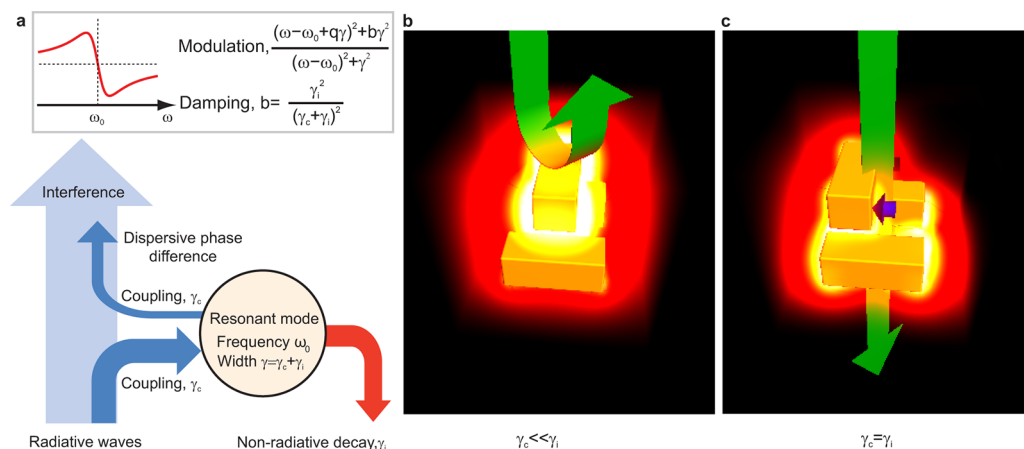 a
Modulation, (ω−ω₀+qγ)²+bγ² / (ω−ω₀)²+γ²
Damping, b= γᵢ² / (γc+γᵢ)²
ω₀
ω
Interference
Dispersive phase
difference
Coupling, γc
Resonant mode
Frequency ω₀
Width γ=γc+γᵢ
Coupling, γc
Radiative waves
Non-radiative decay,γᵢ
b
γc<<γᵢ
c
γc=γᵢ